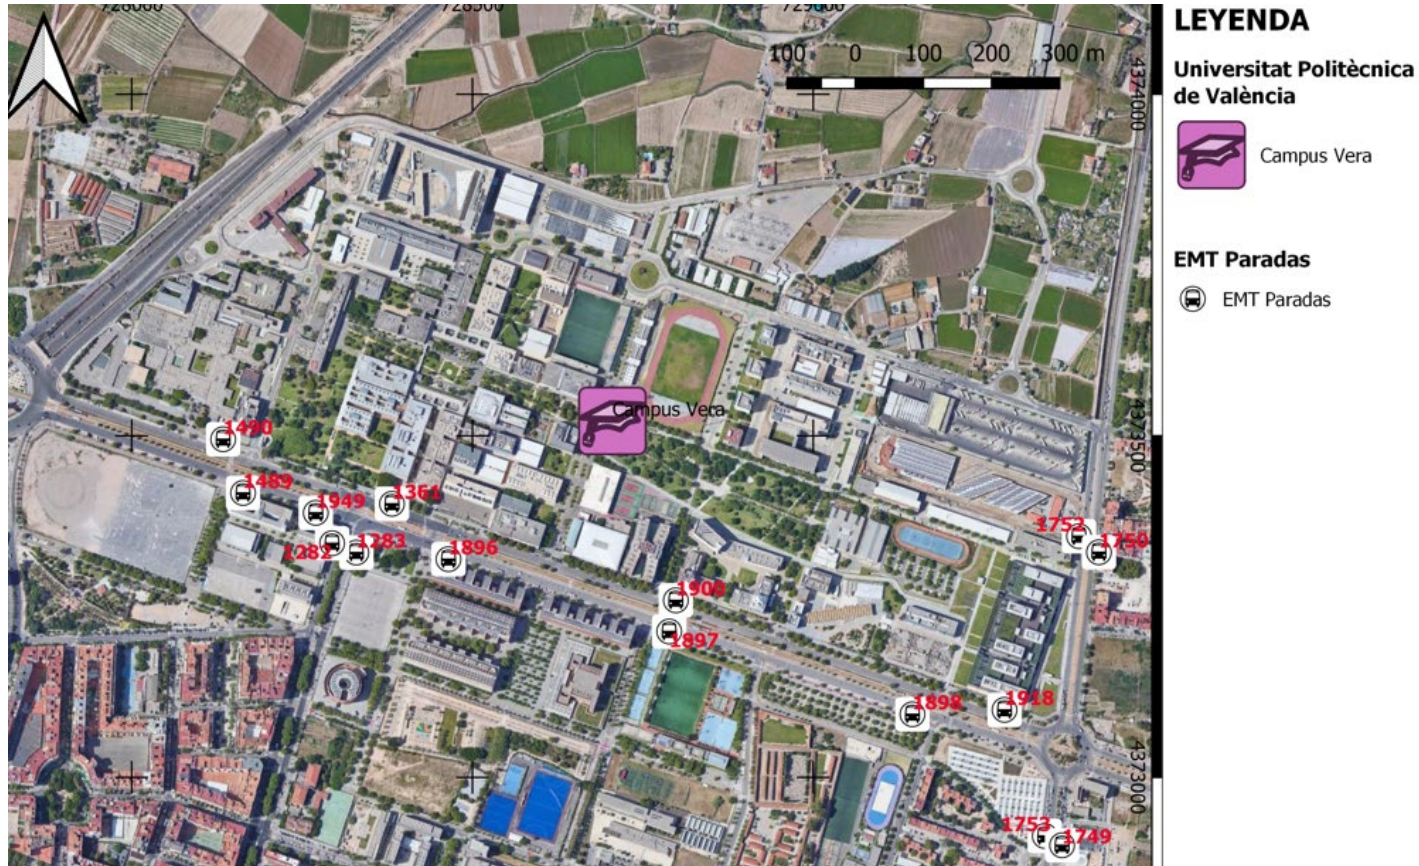 728000
728500
729000
100 0 100 200 300 m
4374000
4373500
4373000
Campus Vera
1490
1489
1949
1361
1282
1283
1896
1900
1897
1752
1750
1898
1918
1753
1749
LEYENDA
Universitat Politècnica
de València
Campus Vera
EMT Paradas
EMT Paradas